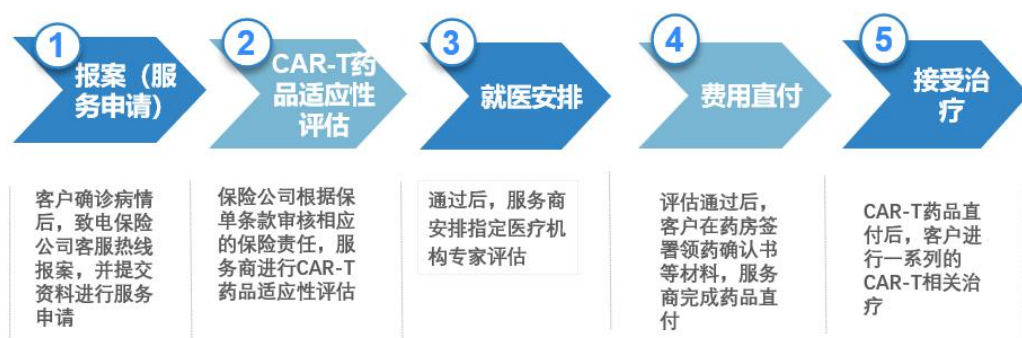 1
报案（服
务申请）
2
CAR-T药
品适应性
评估
3
就医安排
4
费用直付
5
接受治
疗
客户确诊病情
后，致电保险
公司客服热线
报案，并提交
资料进行服务
申请
保险公司根据保
单条款审核相应
的保险责任，服
务商进行CAR-T
药品适应性评估
通过后，服务商
安排指定医疗机
构专家评估
评估通过后，
客户在药房签
署领药确认书
等材料，服务
商完成药品直
付
CAR-T药品直
付后，客户进
行一系列的
CAR-T相关治
疗